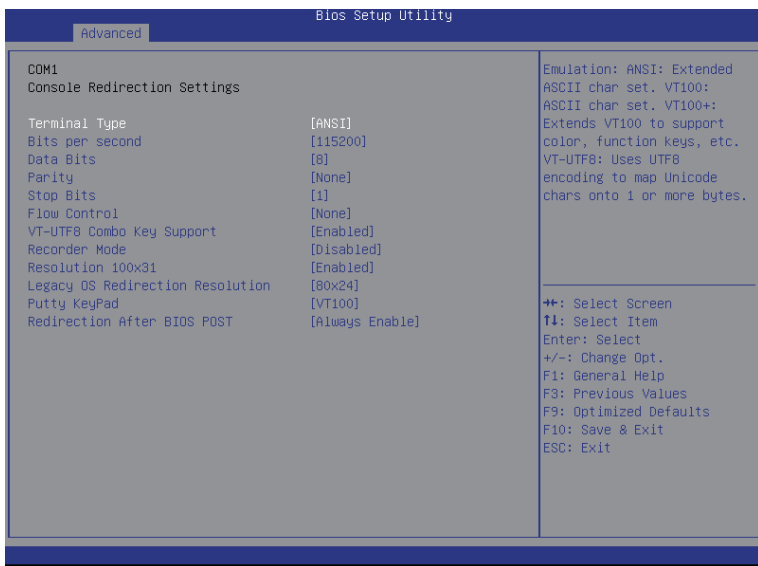 Bios Setup Utility
Advanced
COM1
Console Redirection Settings
Terminal Type [ANSI]
Bits per second [115200]
Data Bits [8]
Parity [None]
Stop Bits [1]
Flow Control [None]
VT-UTF8 Combo Key Support [Enabled]
Recorder Mode [Disabled]
Resolution 100x31 [Enabled]
Legacy OS Redirection Resolution [80x24]
Putty KeyPad [VT100]
Redirection After BIOS POST [Always Enable]
Emulation: ANSI: Extended
ASCII char set. VT100:
ASCII char set. VT100+:
Extends VT100 to support
color, function keys, etc.
VT-UTF8: Uses UTF8
encoding to map Unicode
chars onto 1 or more bytes.
→←: Select Screen
↑↓: Select Item
Enter: Select
+/-: Change Opt.
F1: General Help
F3: Previous Values
F9: Optimized Defaults
F10: Save & Exit
ESC: Exit